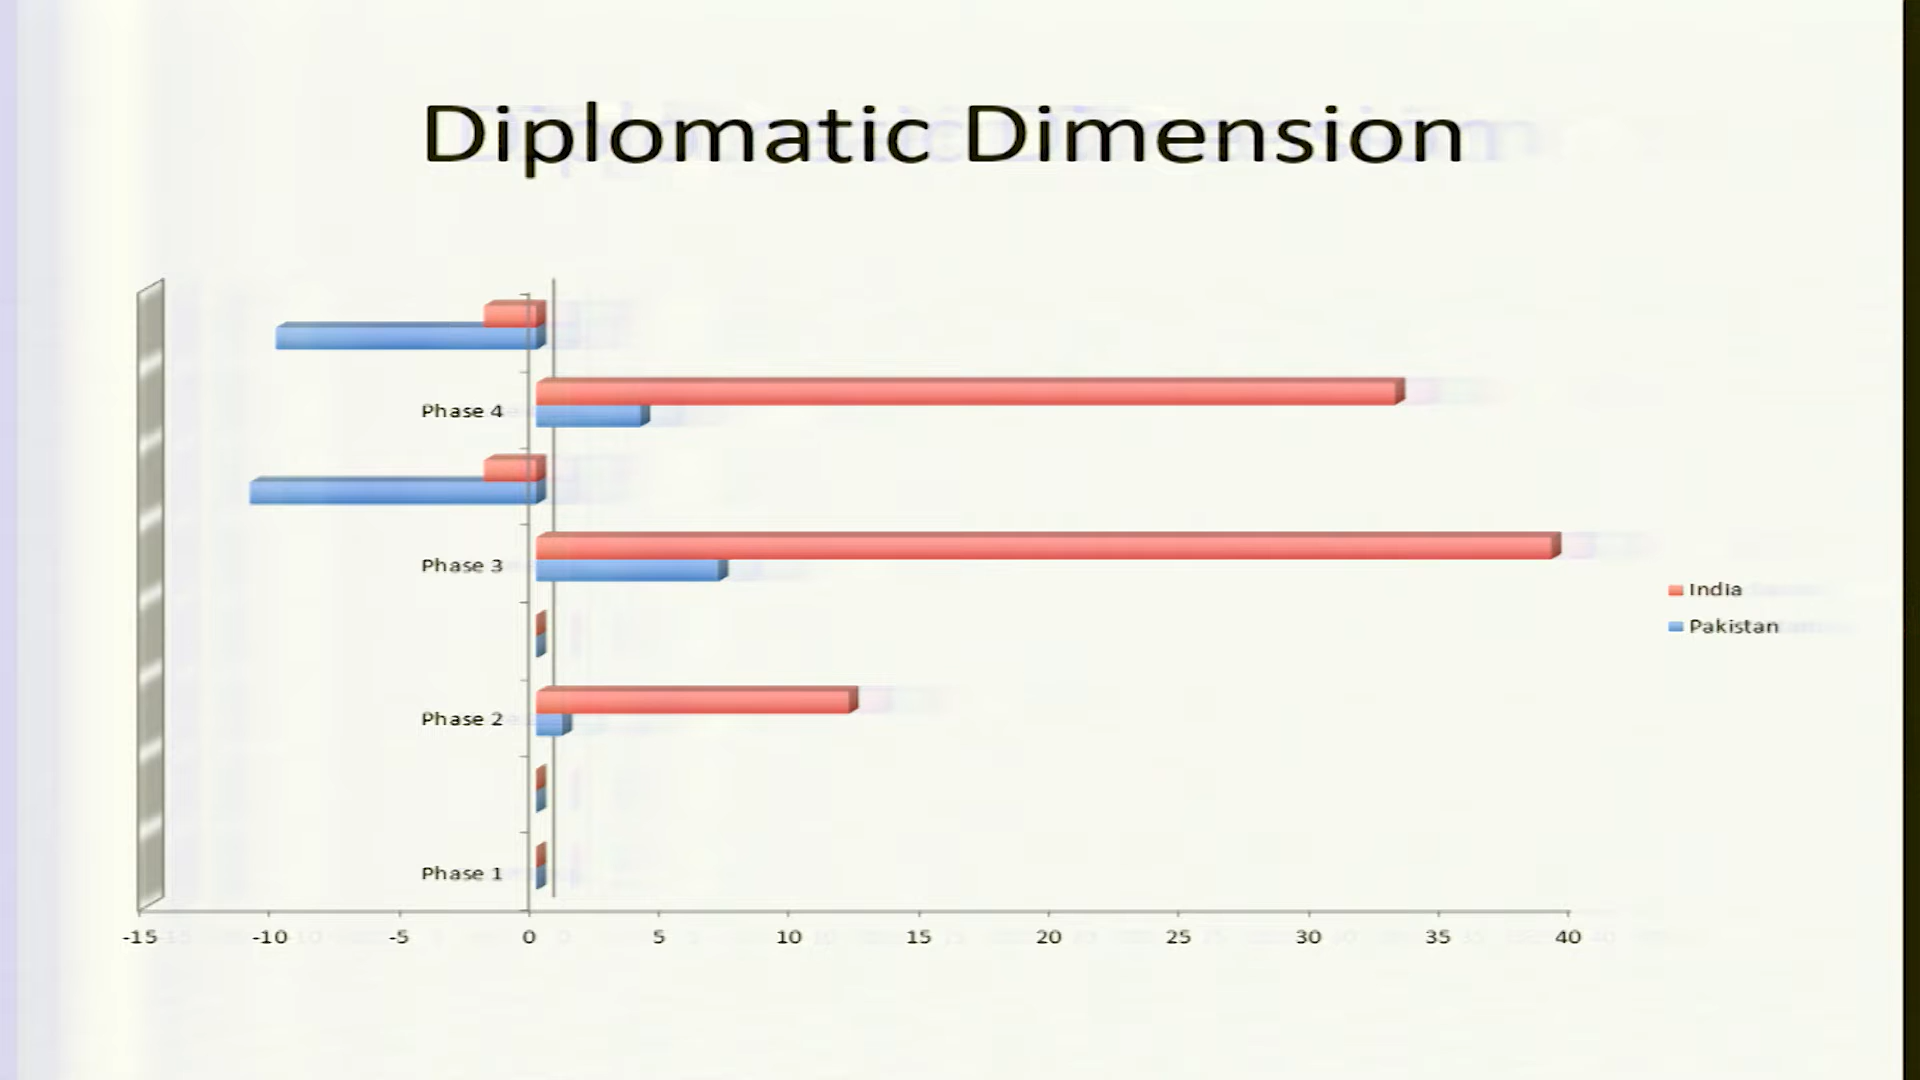 Diplomatic Dimension
Phase 4
Phase 3
India
Pakistan
Phase 2
Phase 1
-15 -10 -5 0 5 10 15 20 25 30 35 40